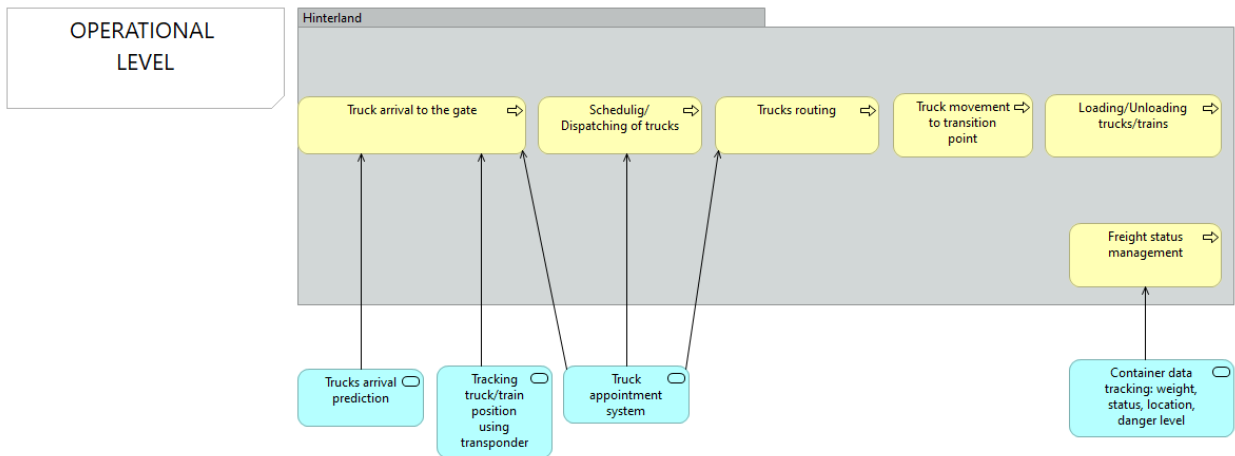 OPERATIONAL
LEVEL
Hinterland
Truck arrival to the gate
Schedulig/
Dispatching of trucks
Trucks routing
Truck movement
to transition
point
Loading/Unloading
trucks/trains
Freight status
management
Trucks arrival
prediction
Tracking
truck/train
position
using
transponder
Truck
appointment
system
Container data
tracking: weight,
status, location,
danger level